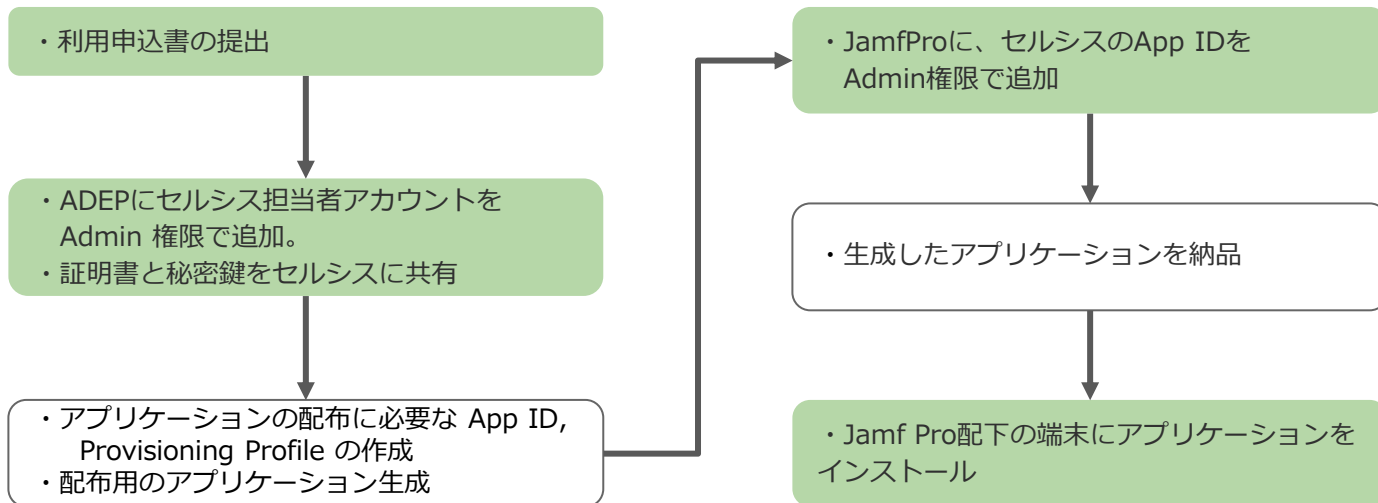 ・利用申込書の提出
・ADEPにセルシス担当者アカウントを
Admin 権限で追加。
・証明書と秘密鍵をセルシスに共有
・アプリケーションの配布に必要な App ID,
Provisioning Profile の作成
・配布用のアプリケーション生成
・JamfProに、セルシスのApp IDを
Admin権限で追加
・生成したアプリケーションを納品
・Jamf Pro配下の端末にアプリケーションを
インストール